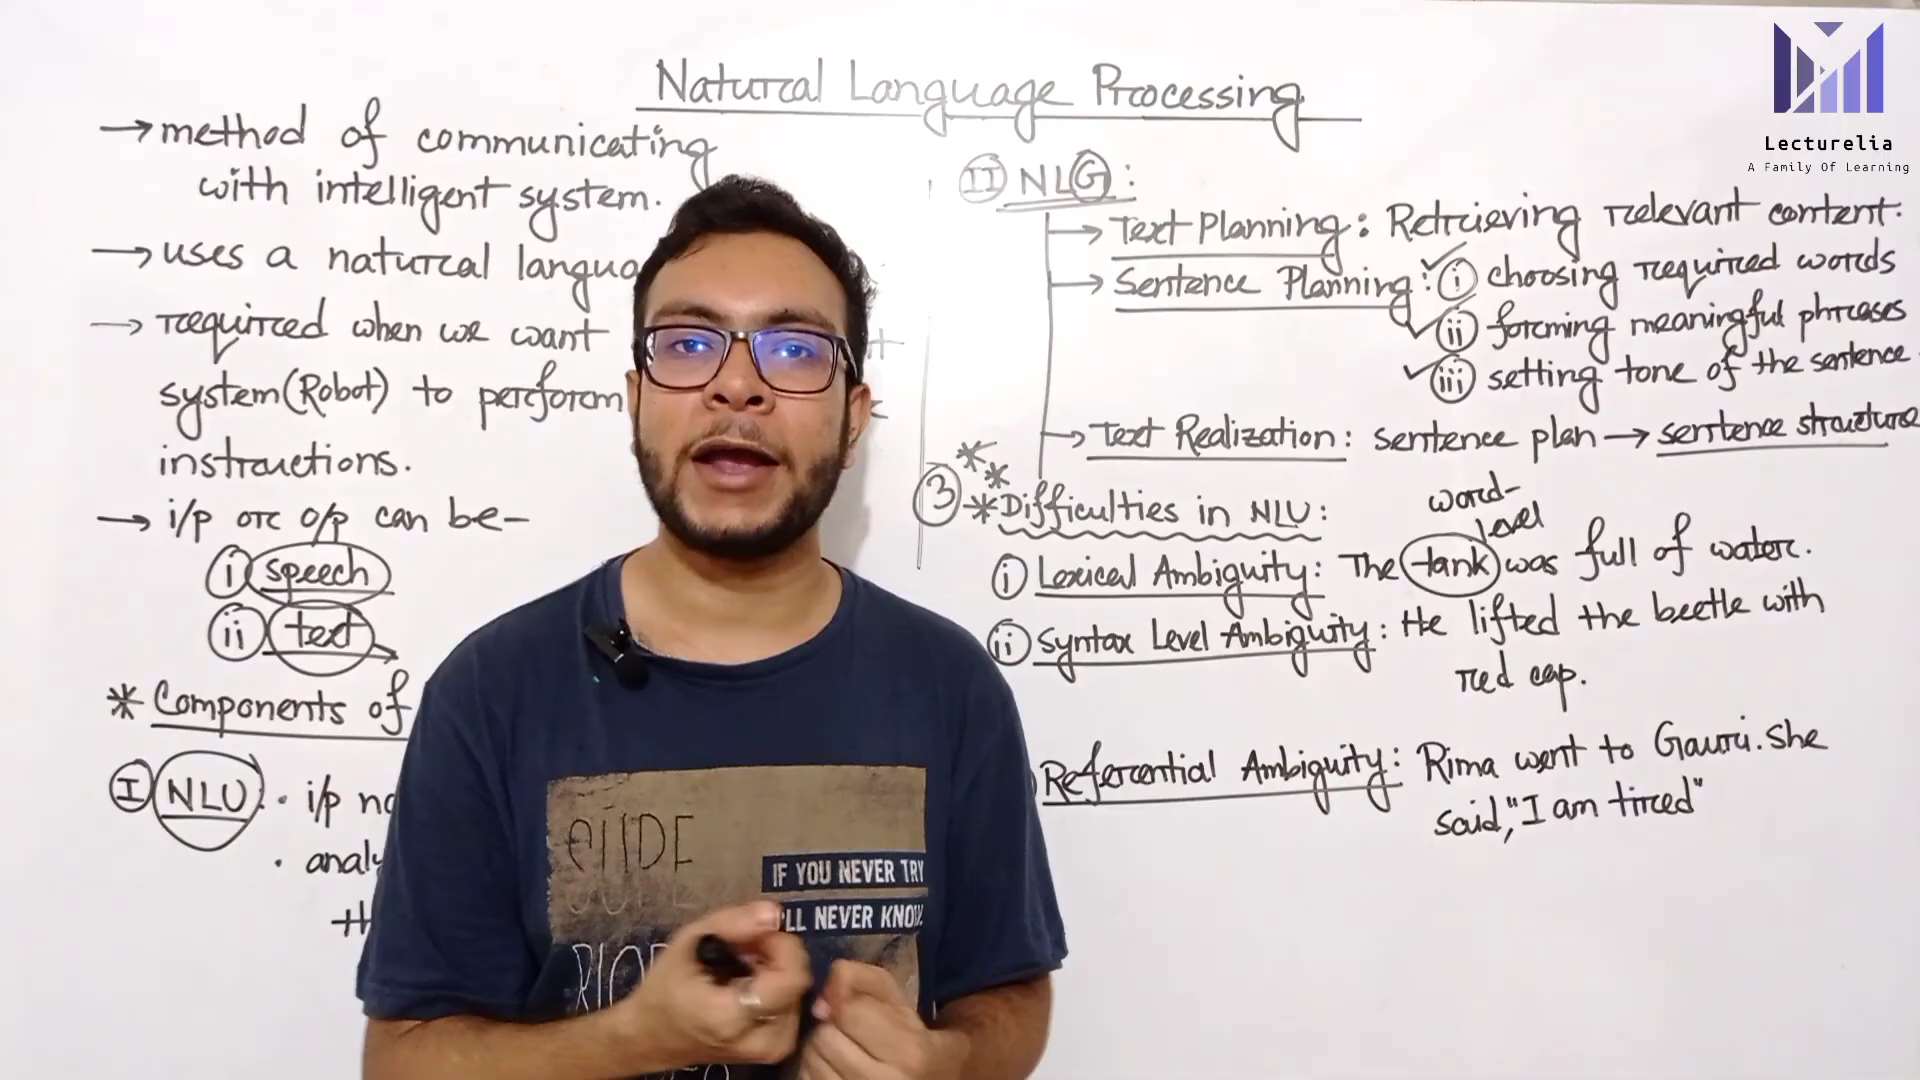 Natural Language Processing
→ method of communicating
with intelligent system.
→ uses a natural
→ required when we want
system (Robot) to perform
instructions.
→ i/p or o/p can be-
i speech
ii text
* Components of
I NLU : • i/p
•
II NLG :
→ Text Planning : Retrieving relevant content.
→ Sentence Planning : i choosing required words
ii forming meaningful phrases
iii setting tone of the sentence.
→ Text Realization : sentence plan → sentence structure
3 * Difficulties in NLU :
word-
level
i Lexical Ambiguity : The tank was full of water.
ii Syntax Level Ambiguity : He lifted the beetle with
red cap.
Referential Ambiguity : Rima went to Gauri. She
said, "I am tired"
Lecturelia
A Family Of Learning
IF YOU NEVER TRY
'LL NEVER KNOW.